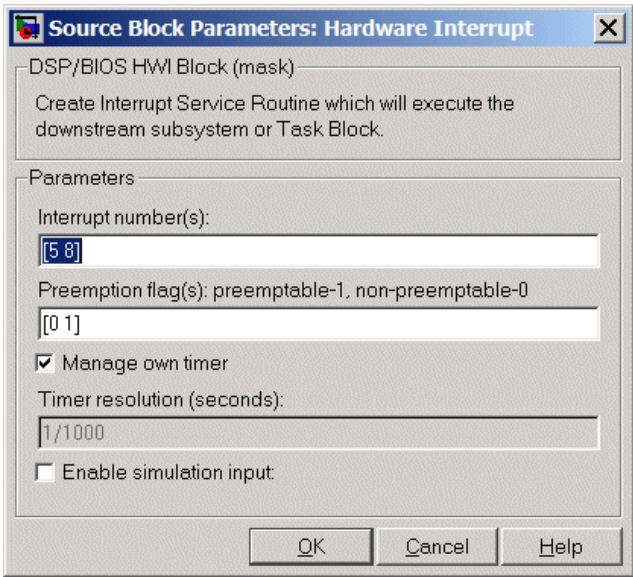 Source Block Parameters: Hardware Interrupt
DSP/BIOS HWI Block (mask)
Create Interrupt Service Routine which will execute the
downstream subsystem or Task Block.
Parameters
Interrupt number(s):
[5 8]
Preemption flag(s): preemptable-1, non-preemptable-0
[0 1]
Manage own timer
Timer resolution (seconds):
1/1000
Enable simulation input:
OK Cancel Help